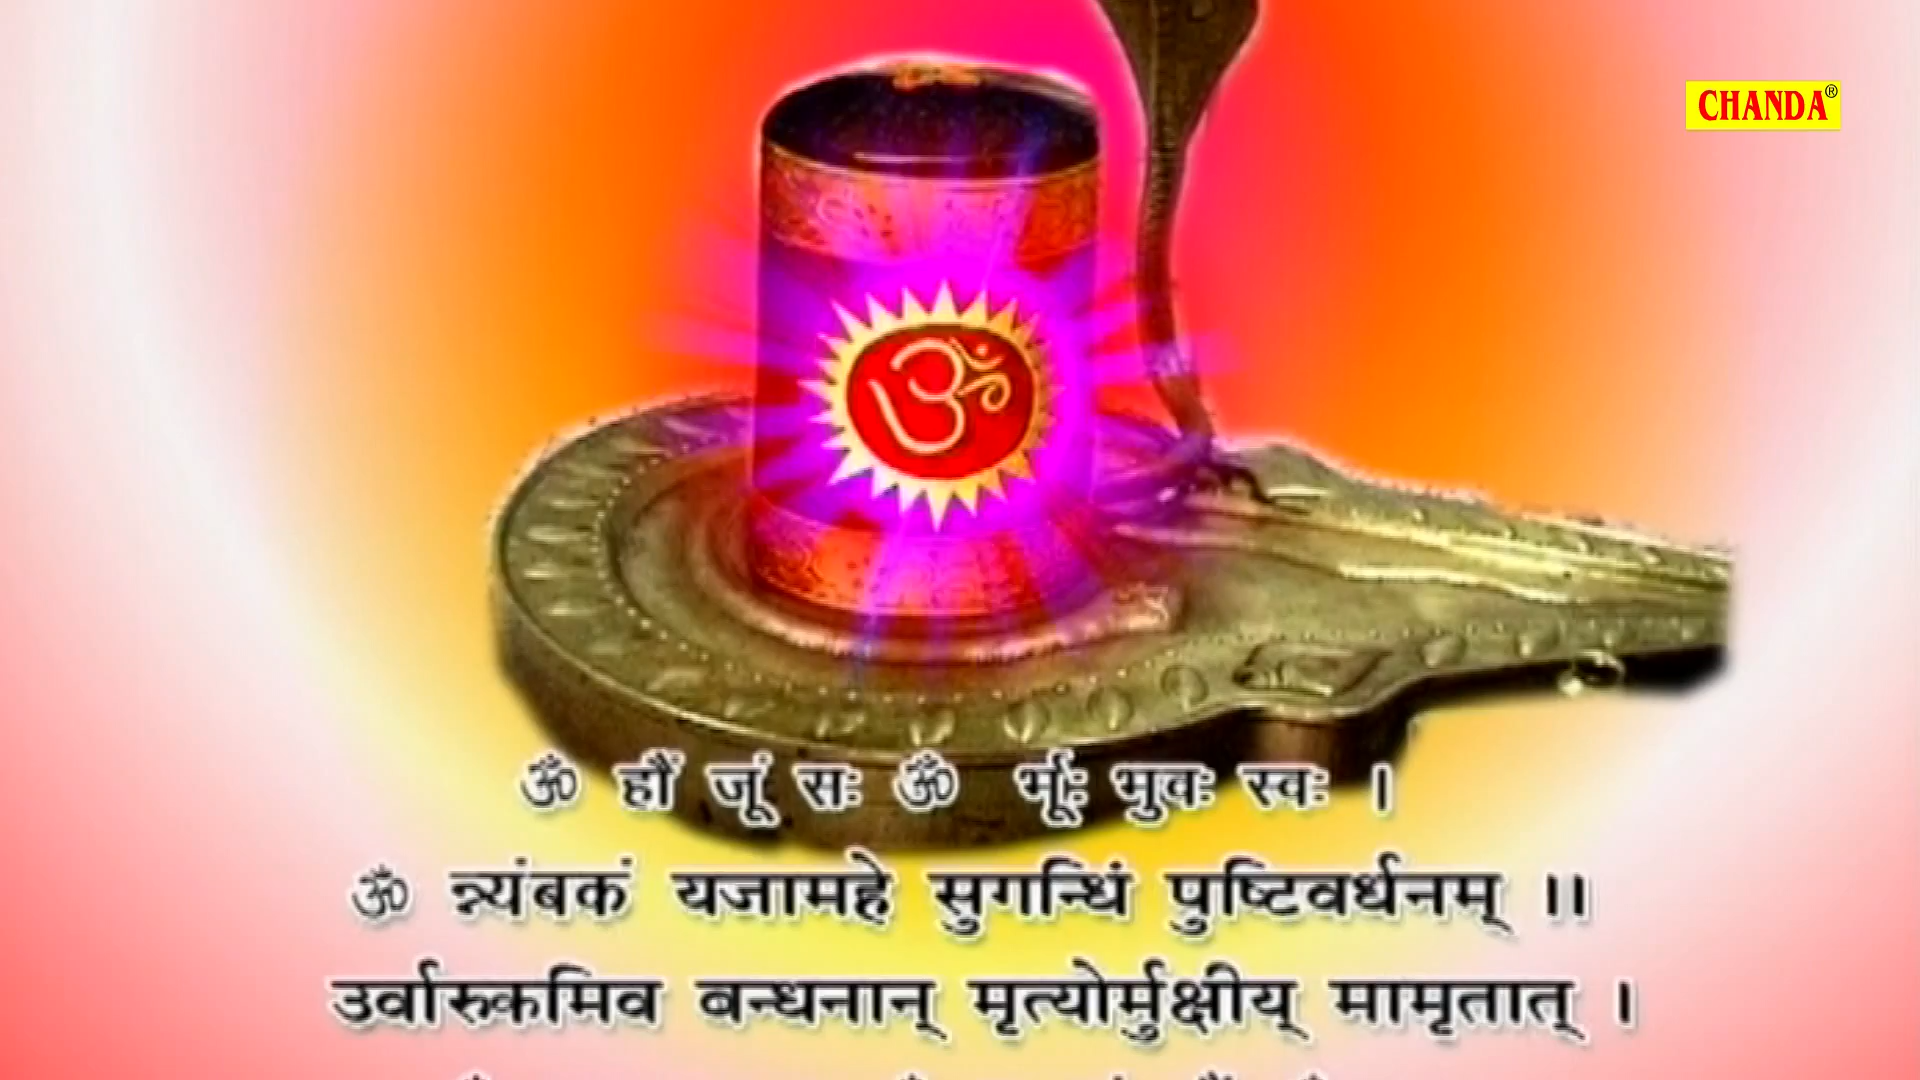 CHANDA®
ॐ
ॐ हौं जूं सः ॐ र्भूः भुवः स्वः ।
ॐ त्र्यंबकं यजामहे सुगन्धिं पुष्टिवर्धनम् ।।
उर्वारुकमिव बन्धनान् मृत्योर्मुक्षीय् मामृतात् ।